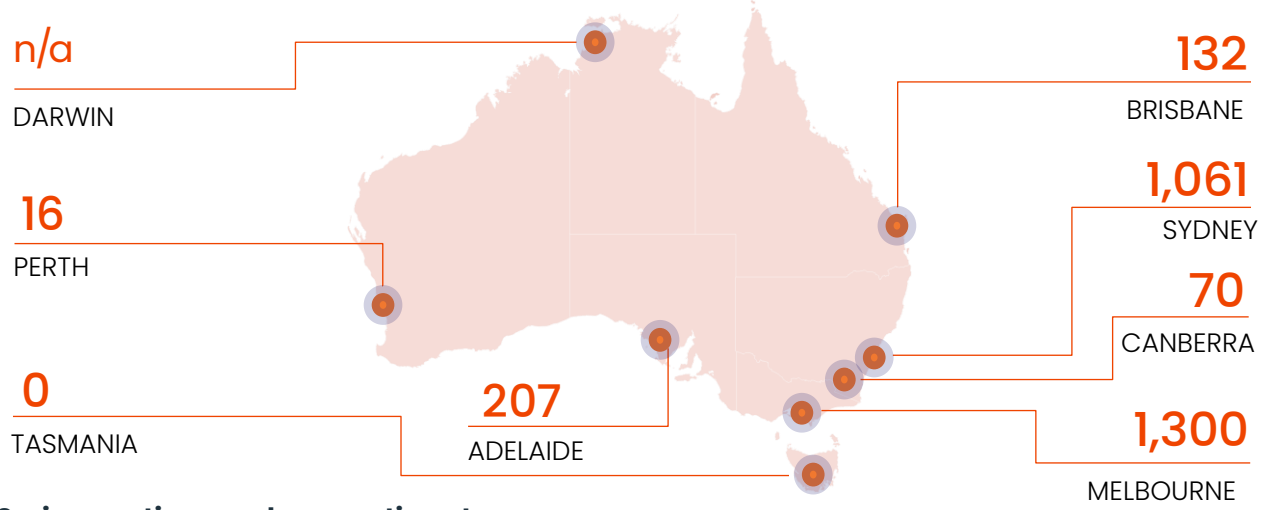 n/a
DARWIN
16
PERTH
0
TASMANIA
207
ADELAIDE
132
BRISBANE
1,061
SYDNEY
70
CANBERRA
1,300
MELBOURNE